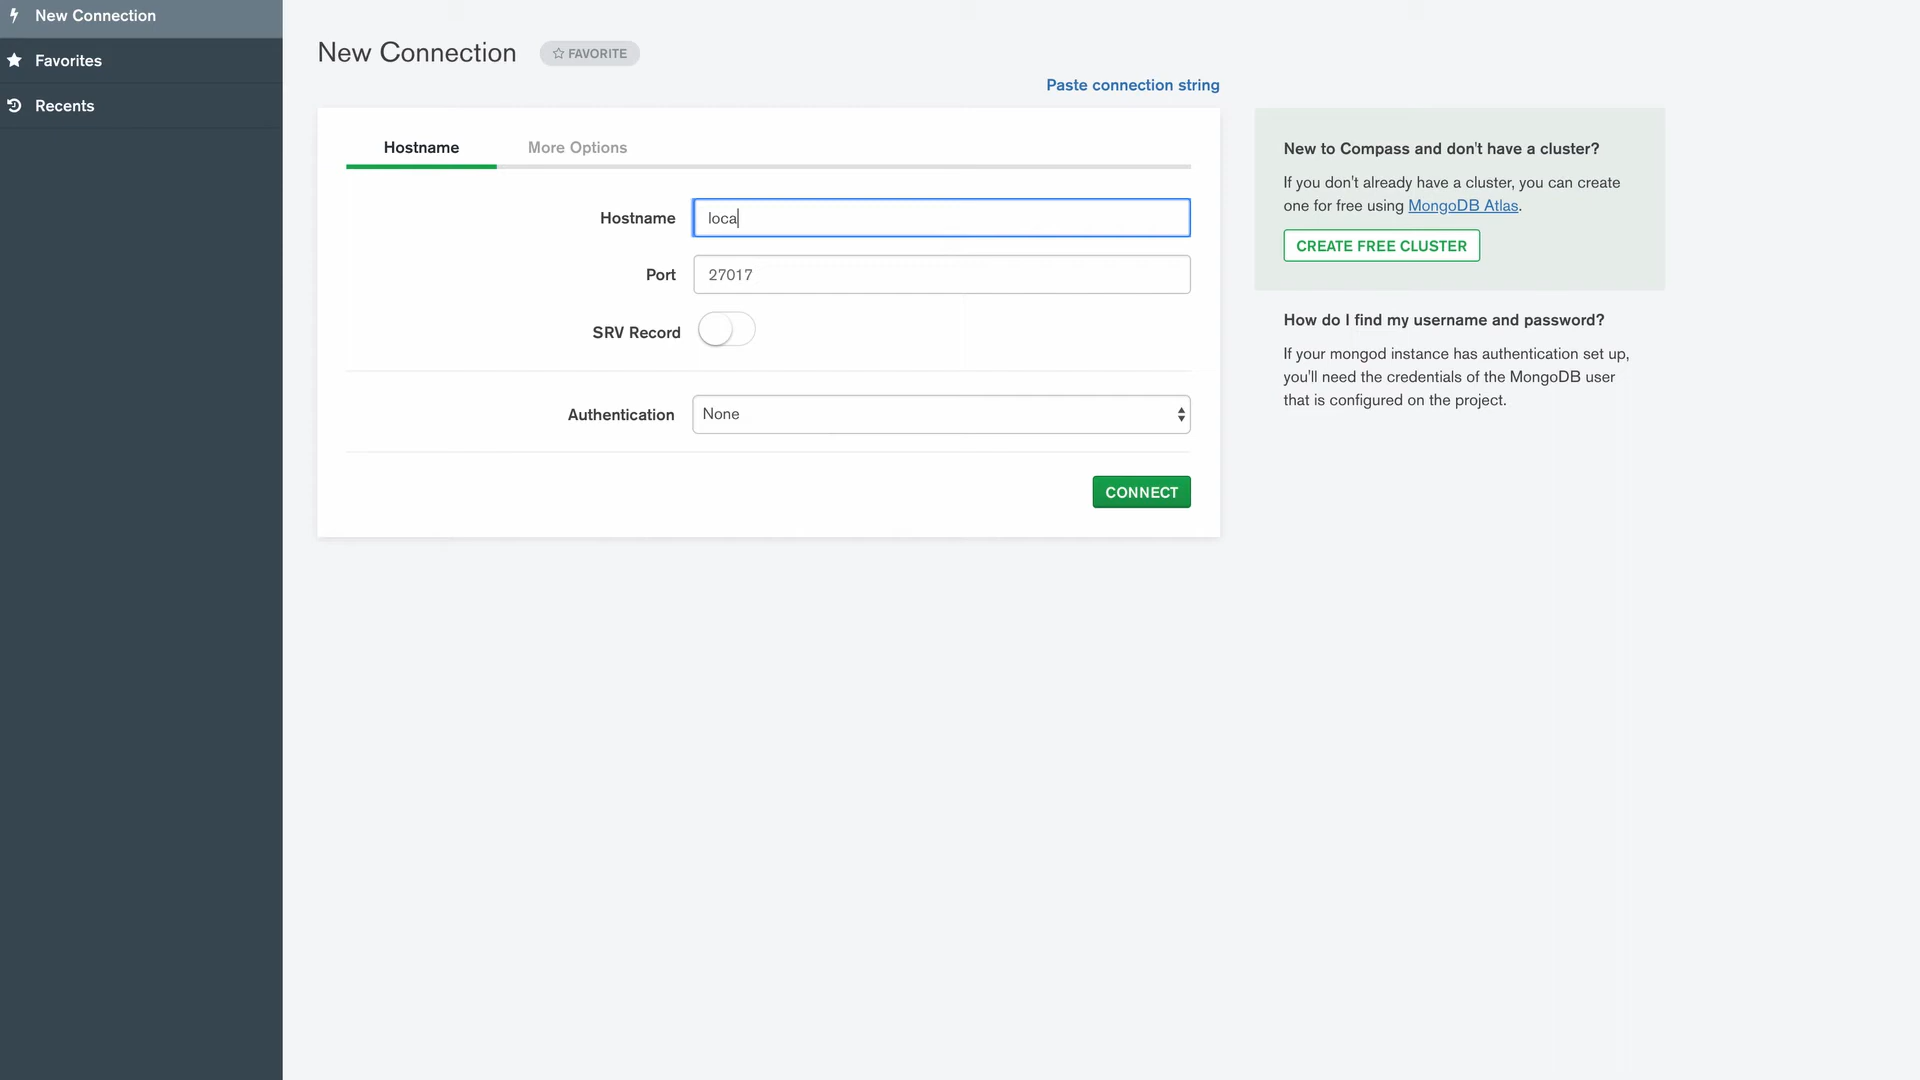 New Connection
Favorites
Recents
New Connection
FAVORITE
Paste connection string
Hostname
More Options
Hostname
loca
Port
27017
SRV Record
Authentication
None
CONNECT
New to Compass and don't have a cluster?
If you don't already have a cluster, you can create
one for free using MongoDB Atlas.
CREATE FREE CLUSTER
How do I find my username and password?
If your mongod instance has authentication set up,
you'll need the credentials of the MongoDB user
that is configured on the project.